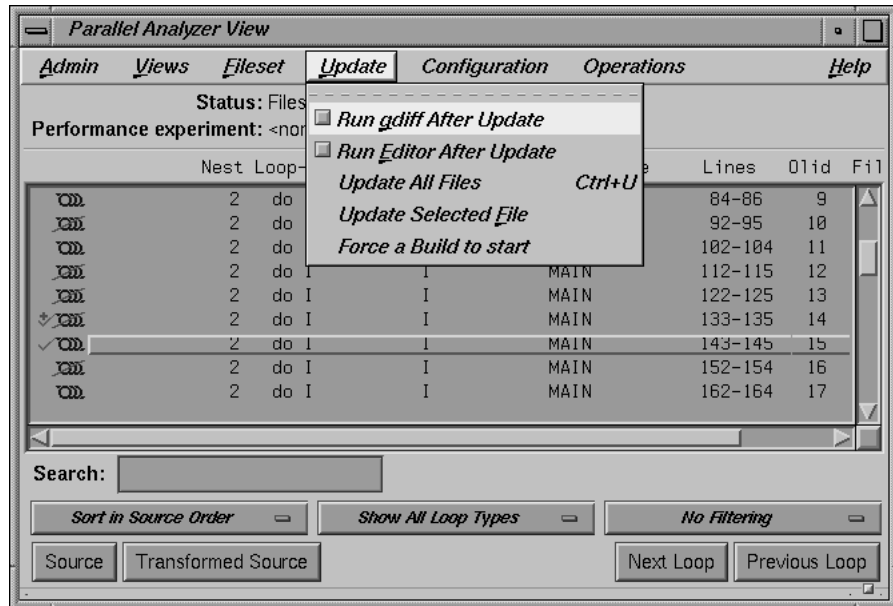 Parallel Analyzer View
Admin Views Fileset Update Configuration Operations Help
Status: Files
Performance experiment:
Run gdiff After Update
Run Editor After Update
Update All Files Ctrl+U
Update Selected File
Force a Build to start
Nest Loop- Lines Olid Fil
2 do 84-86 9
2 do 92-95 10
2 do 102-104 11
2 do I I MAIN 112-115 12
2 do I I MAIN 122-125 13
2 do I I MAIN 133-135 14
2 do I I MAIN 143-145 15
2 do I I MAIN 152-154 16
2 do I I MAIN 162-164 17
Search:
Sort in Source Order Show All Loop Types No Filtering
Source Transformed Source Next Loop Previous Loop